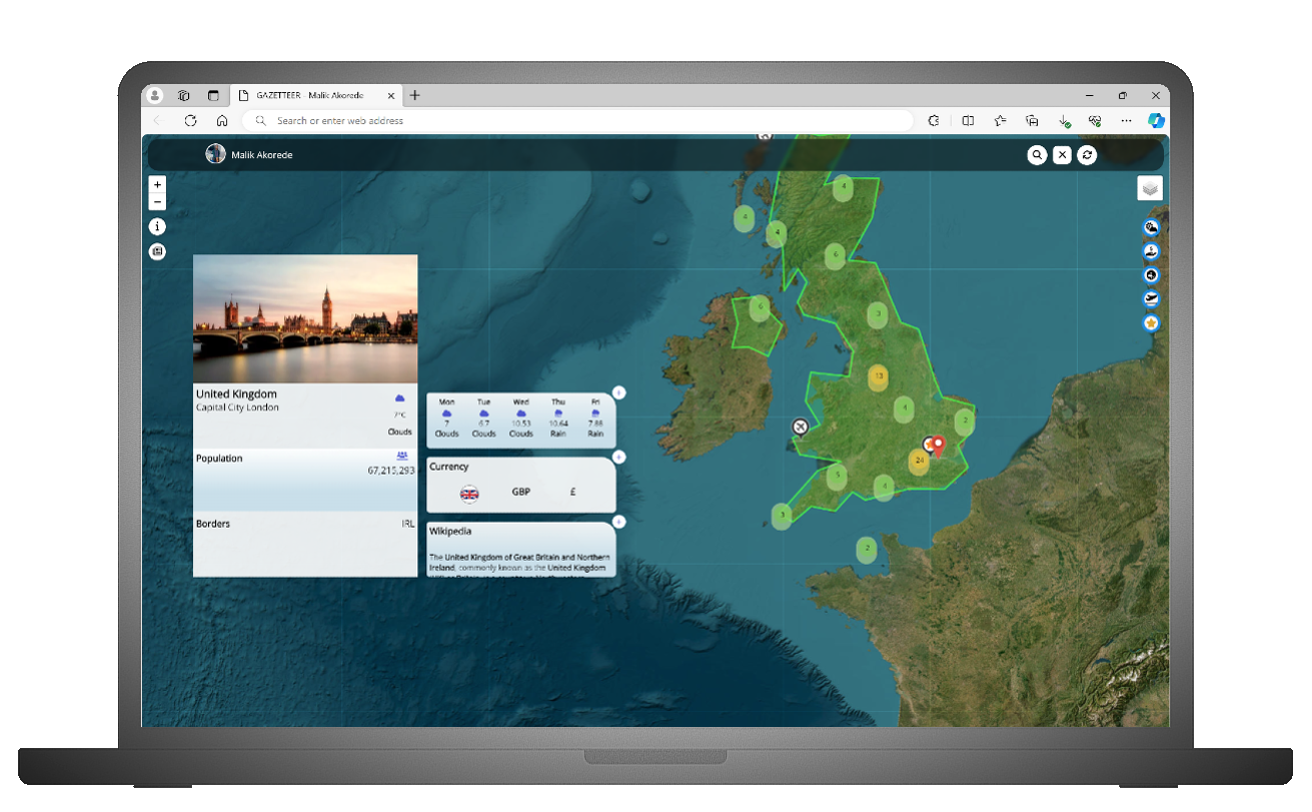 GAZETTEER - Malik Akorede
Search or enter web address
Malik Akorede
+
−
i
United Kingdom
Capital City London
7°C
Clouds
Population
67,215,293
Borders
IRL
Mon Tue Wed Thu Fri
7 8.7 10.53 10.64 7.88
Clouds Clouds Clouds Rain Rain
Currency
GBP £
Wikipedia
The United Kingdom of Great Britain and Northern
Ireland, commonly known as the United Kingdom
4
4
4
6
6
3
13
4
2
24
5
4
3
2